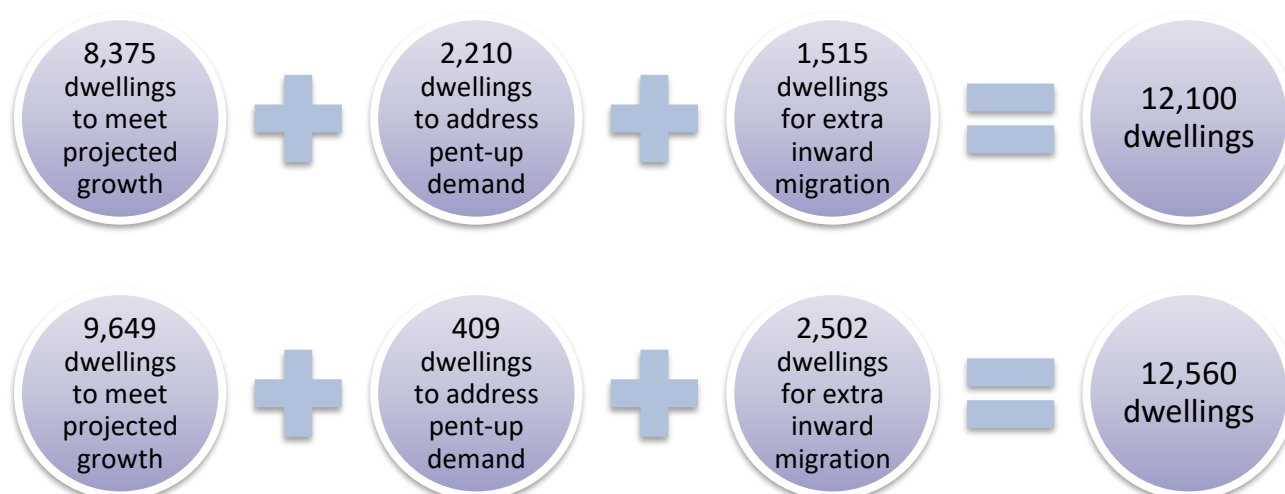 8,375
dwellings
to meet
projected
growth
2,210
dwellings
to address
pent-up
demand
1,515
dwellings
for extra
inward
migration
12,100
dwellings
9,649
dwellings
to meet
projected
growth
409
dwellings
to address
pent-up
demand
2,502
dwellings
for extra
inward
migration
12,560
dwellings